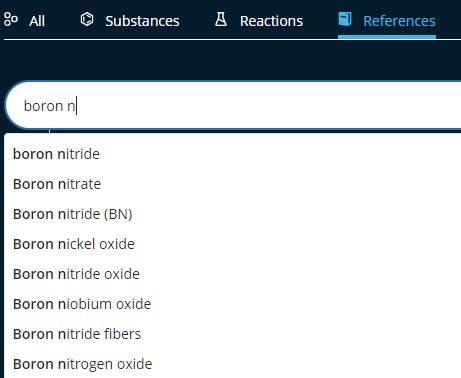 All Substances Reactions References
boron n
boron nitride
Boron nitrate
Boron nitride (BN)
Boron nickel oxide
Boron nitride oxide
Boron niobium oxide
Boron nitride fibers
Boron nitrogen oxide